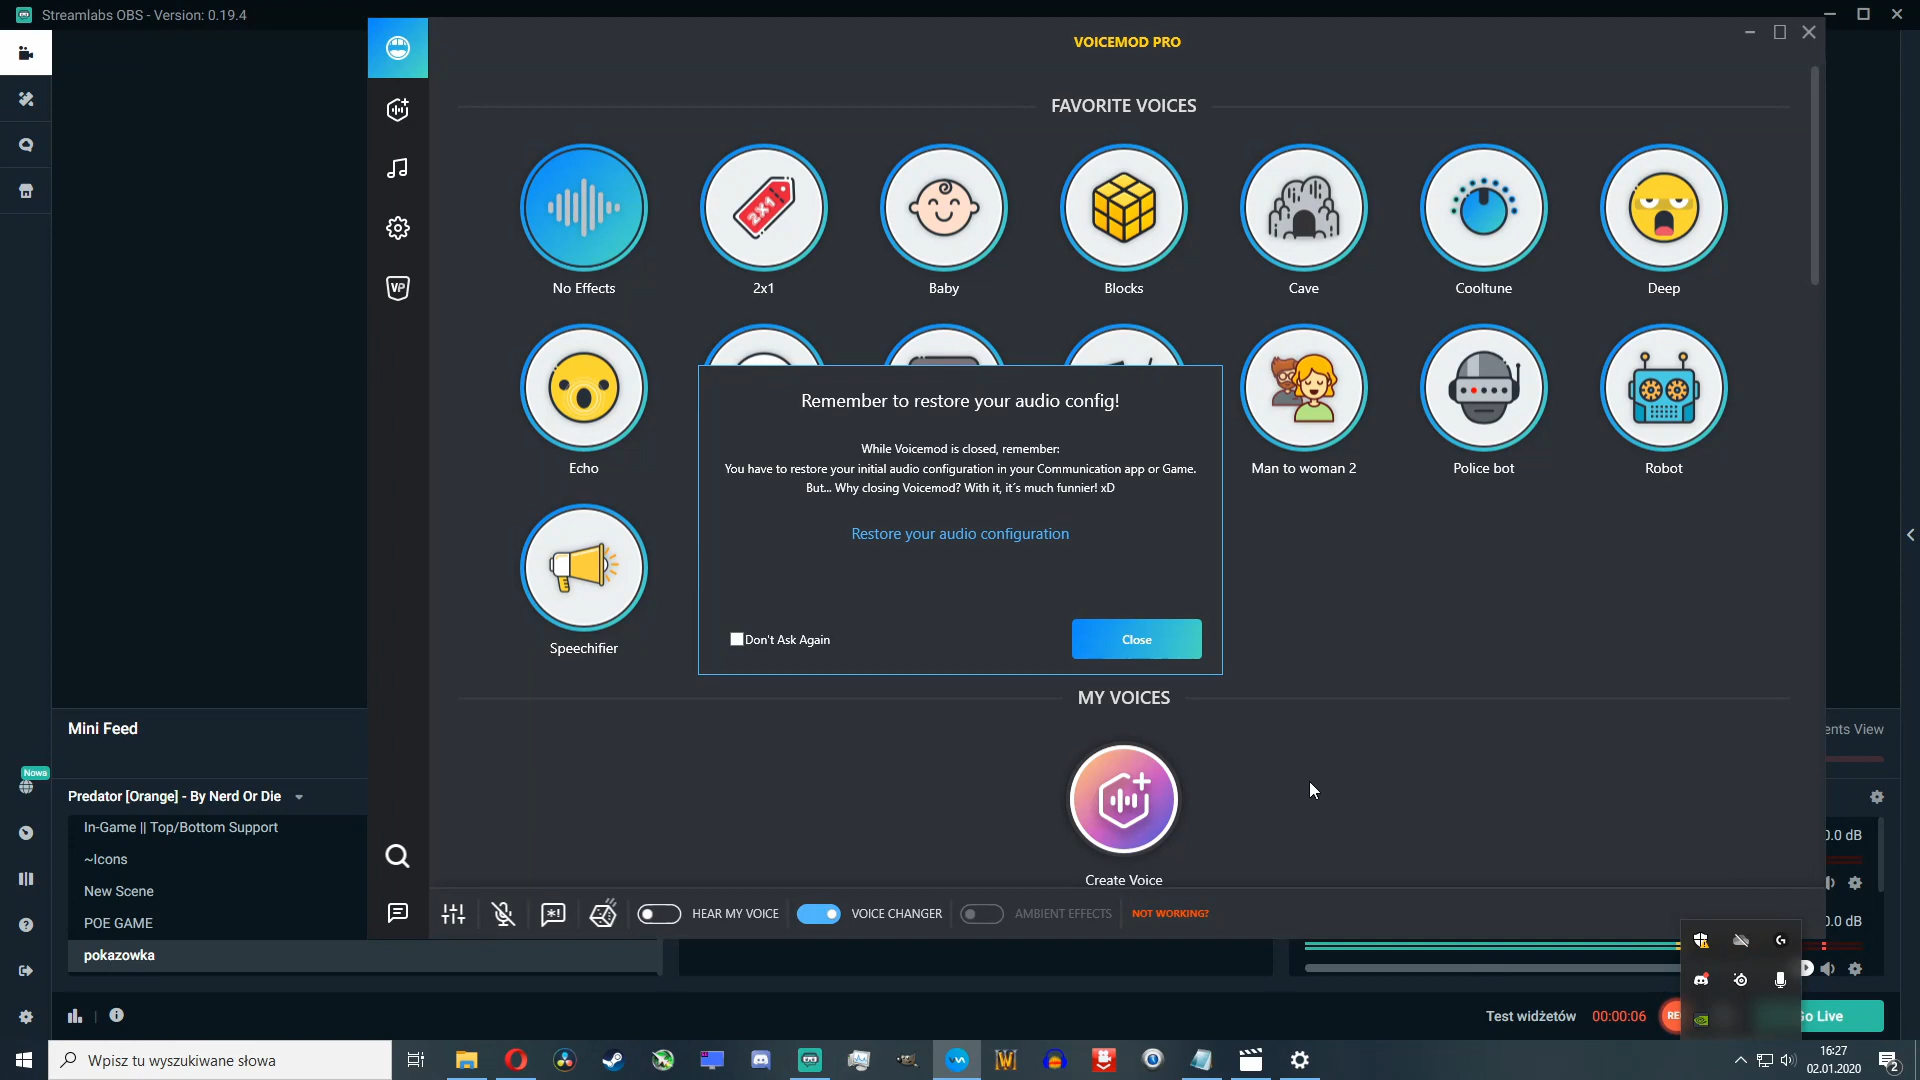 Streamlabs OBS - Version: 0.19.4
VOICEMOD PRO
FAVORITE VOICES
2X1
No Effects
2x1
Baby
Blocks
Cave
Cooltune
Deep
VP
Echo
Man to woman 2
Police bot
Robot
Speechifier
Remember to restore your audio config!
While Voicemod is closed, remember:
You have to restore your initial audio configuration in your Communication app or Game.
But... Why closing Voicemod? With it, it´s much funnier! xD
Restore your audio configuration
Don't Ask Again
Close
MY VOICES
Create Voice
HEAR MY VOICE
VOICE CHANGER
AMBIENT EFFECTS
NOT WORKING?
Mini Feed
ents View
Nowa
Predator [Orange] - By Nerd Or Die
In-Game || Top/Bottom Support
~Icons
New Scene
POE GAME
pokazowka
.0 dB
.0 dB
Test widżetów
00:00:06
RE
Go Live
Wpisz tu wyszukiwane słowa
16:27
02.01.2020
2